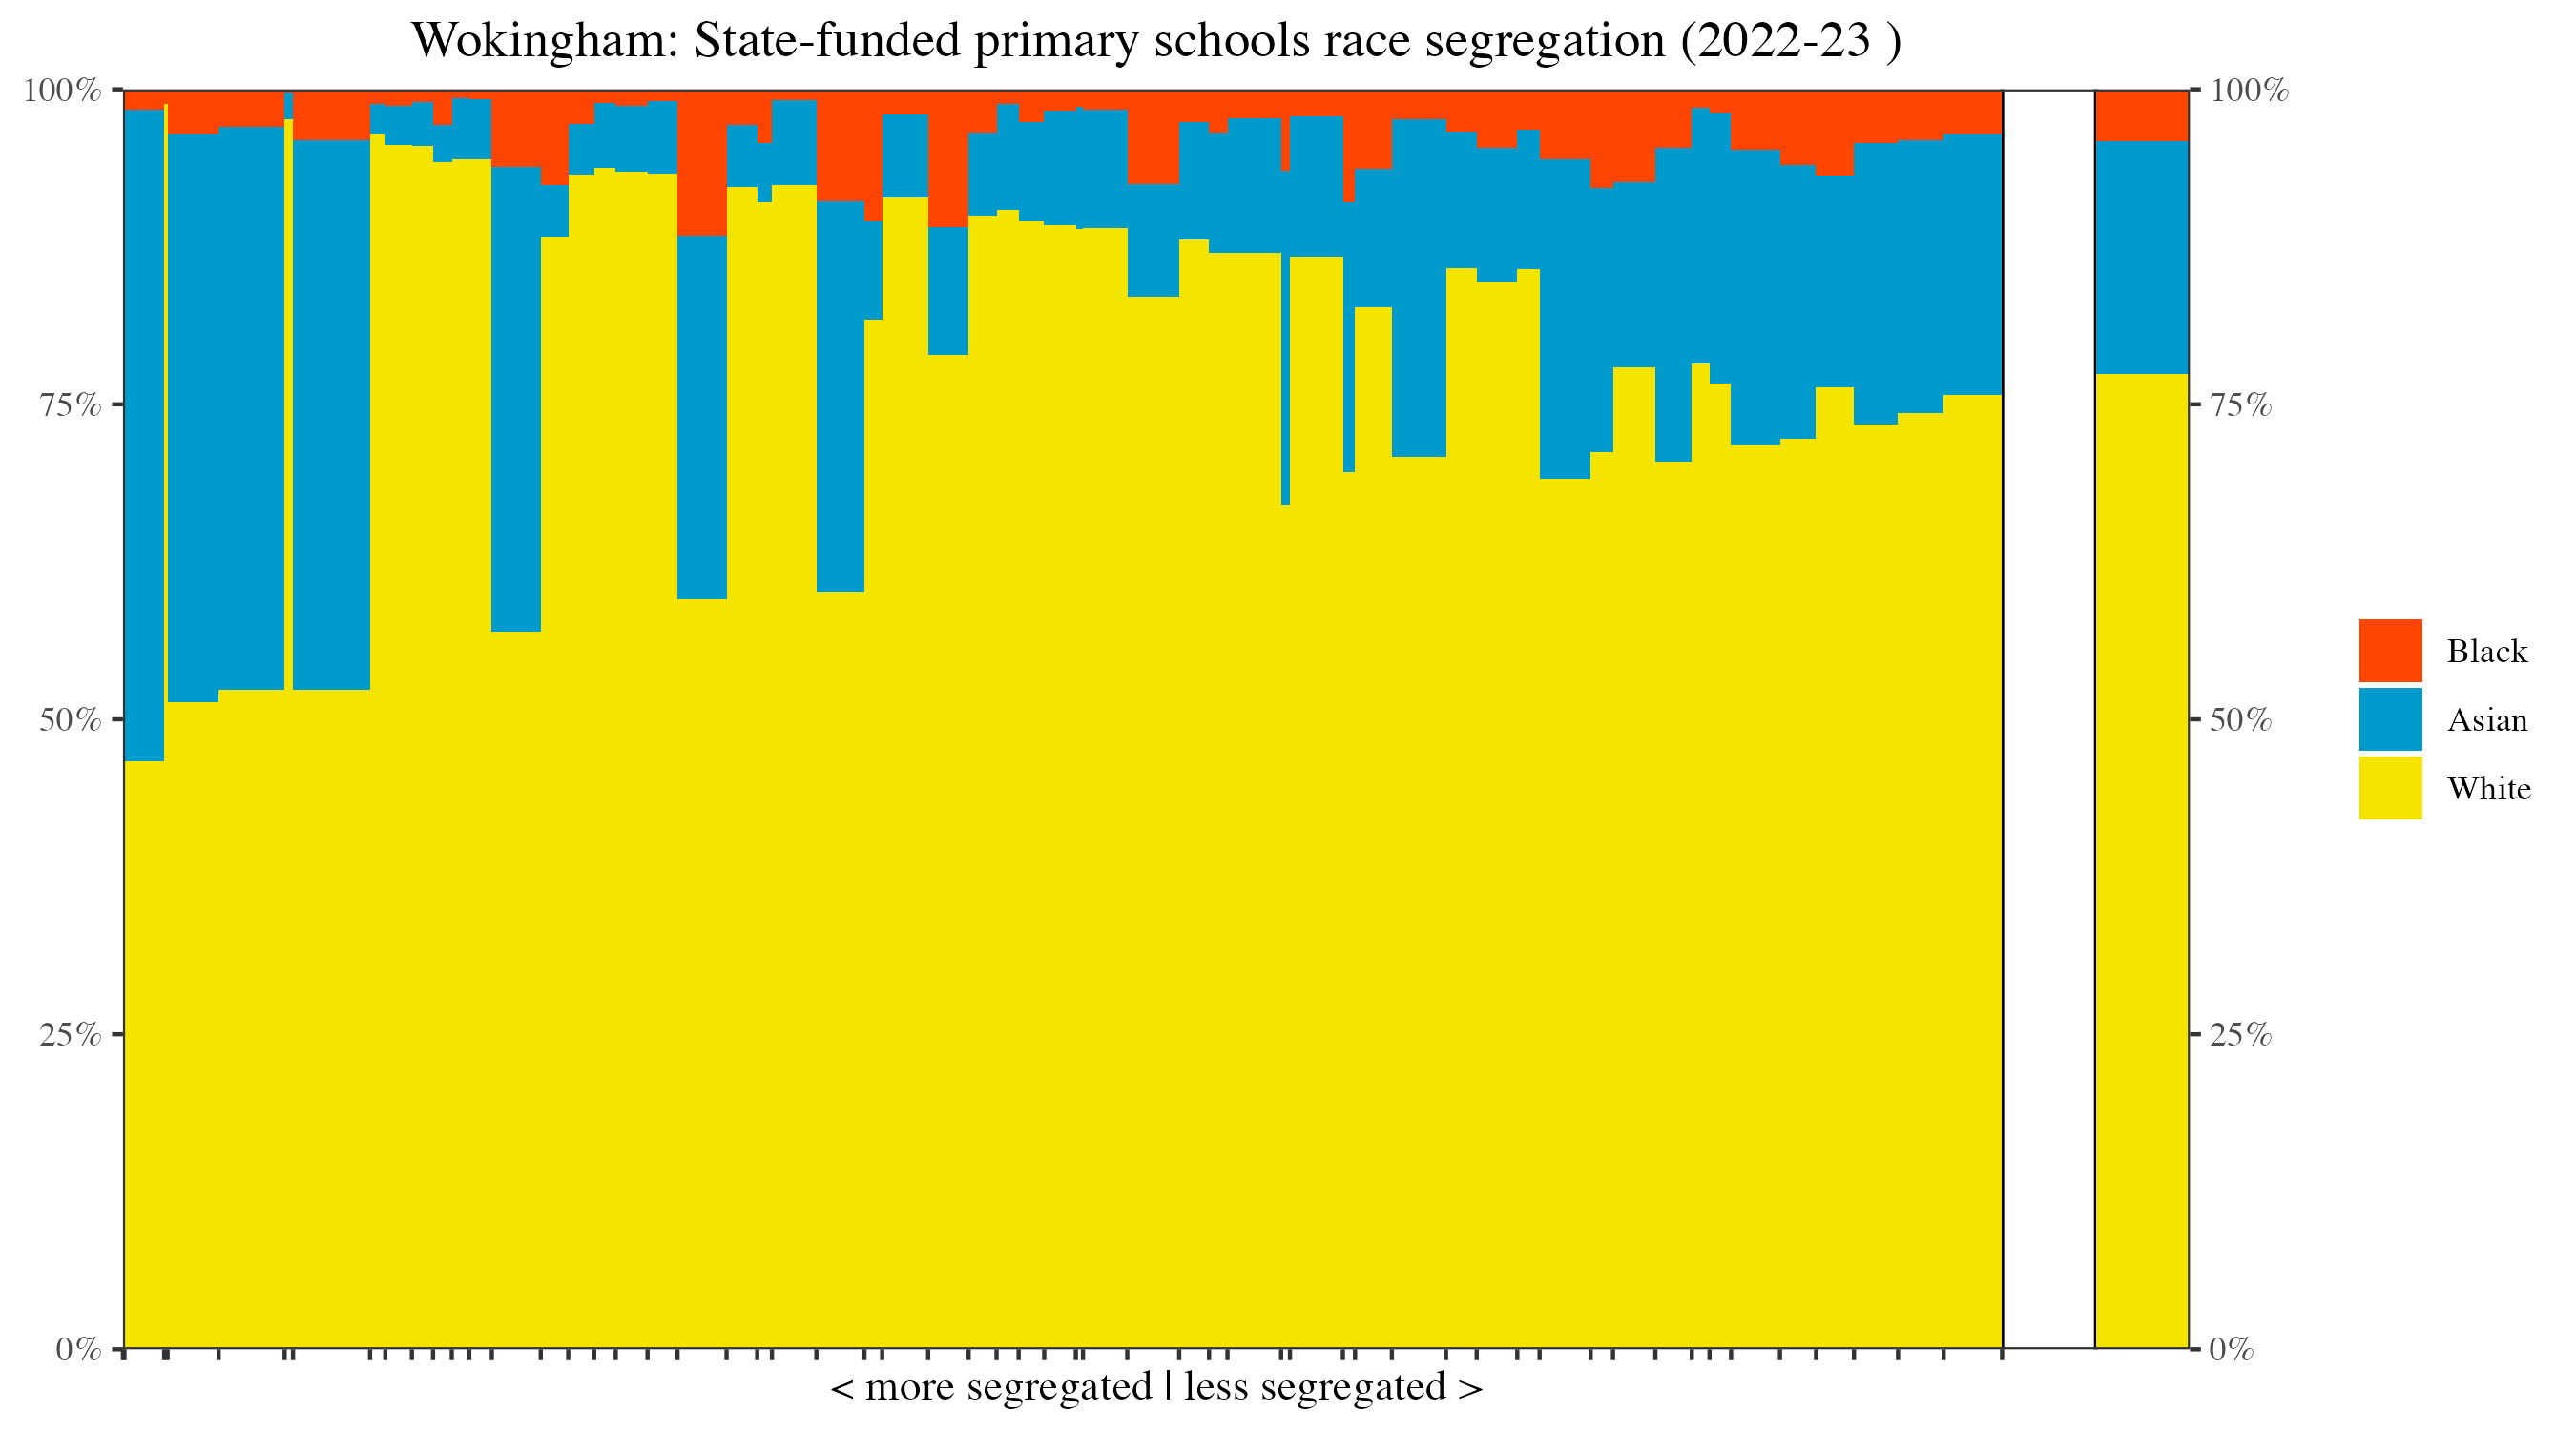 Wokingham: State-funded primary schools race segregation (2022-23 )
100%
75%
50%
25%
0%
100%
75%
50%
25%
0%
Black
Asian
White
< more segregated | less segregated >